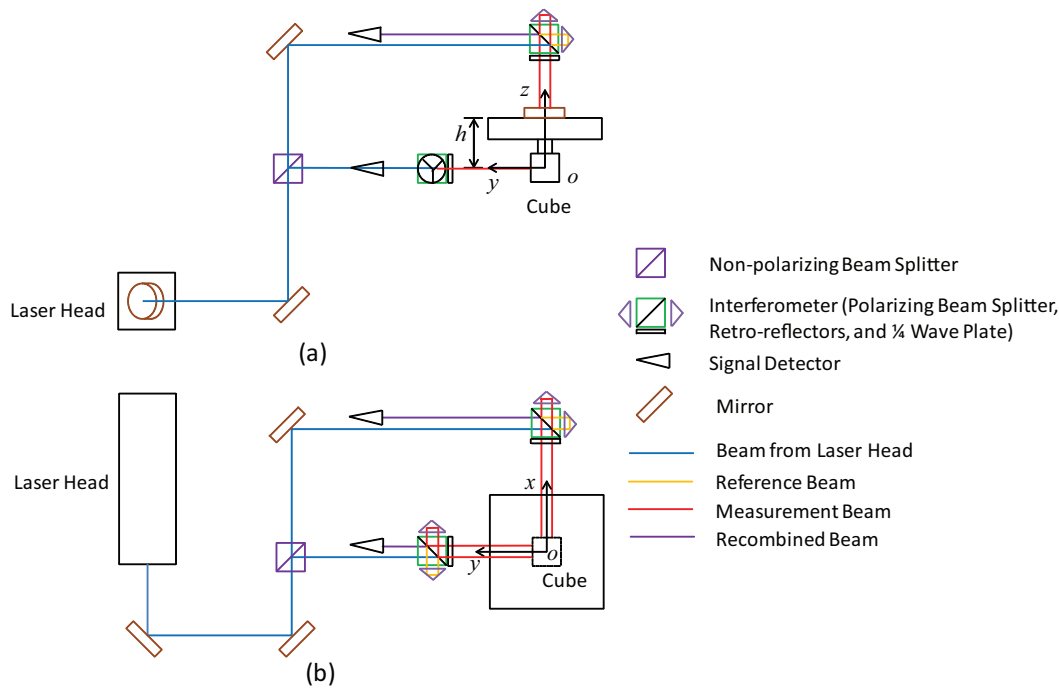 z
h
y
o
Cube
Laser Head
(a)
Non-polarizing Beam Splitter
Interferometer (Polarizing Beam Splitter,
Retro-reflectors, and ¼ Wave Plate)
Signal Detector
Mirror
Beam from Laser Head
Reference Beam
Measurement Beam
Recombined Beam
Laser Head
x
y
o
Cube
(b)